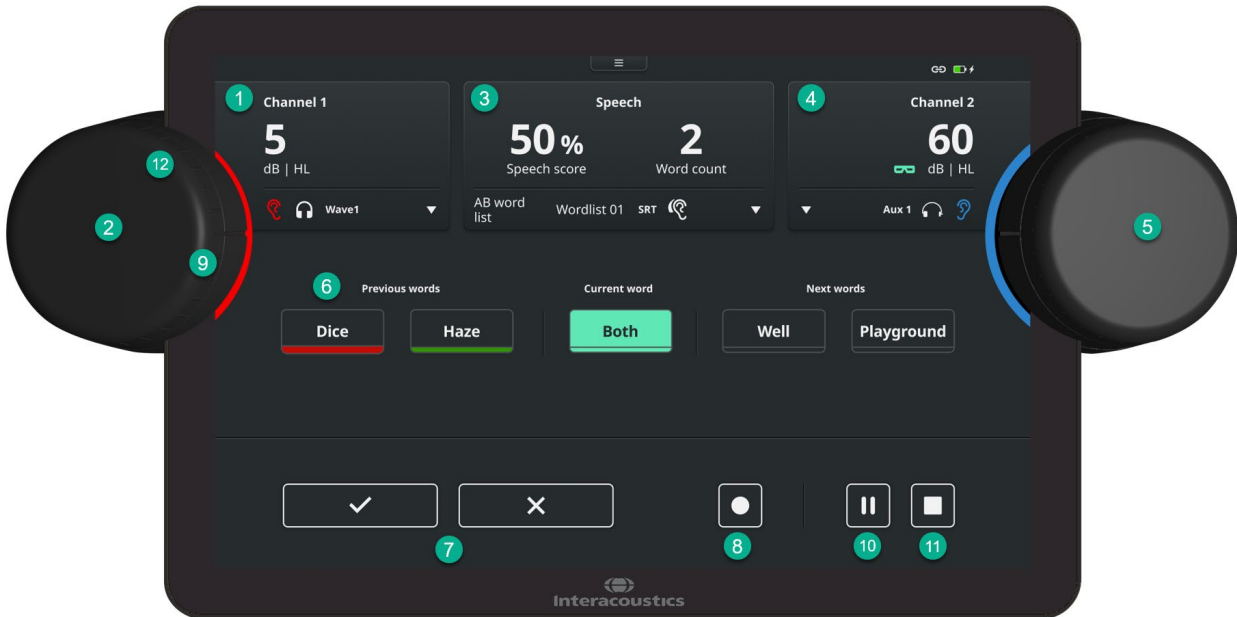 1
Channel 1
5
dB | HL
Wave1
3
Speech
50 %
Speech score
2
Word count
AB word
list
Wordlist 01
SRT
4
Channel 2
60
dB | HL
Aux 1
12
2
9
5
6
Previous words
Current word
Next words
Dice
Haze
Both
Well
Playground
7
8
10
11
Interacoustics